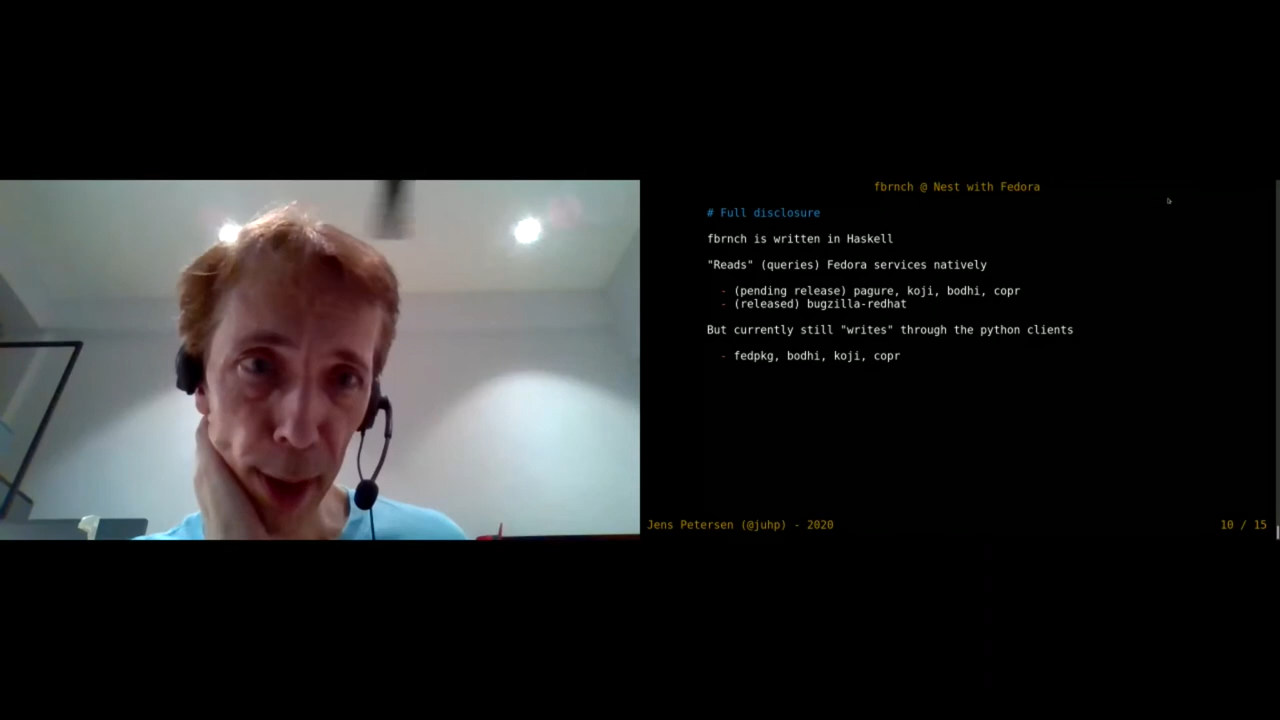 fbrnch @ Nest with Fedora
# Full disclosure
fbrnch is written in Haskell
"Reads" (queries) Fedora services natively
- (pending release) pagure, koji, bodhi, copr
- (released) bugzilla-redhat
But currently still "writes" through the python clients
- fedpkg, bodhi, koji, copr
Jens Petersen (@juhp) - 2020
10 / 15